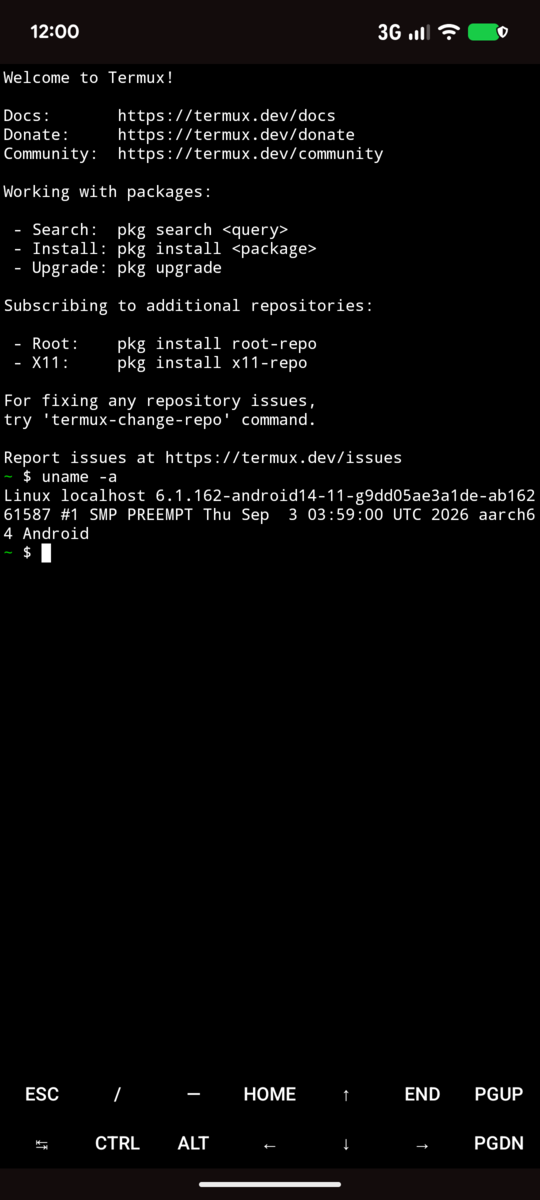 12:00 3G
Welcome to Termux!
Docs:       https://termux.dev/docs
Donate:     https://termux.dev/donate
Community:  https://termux.dev/community
Working with packages:
 - Search:  pkg search <query>
 - Install: pkg install <package>
 - Upgrade: pkg upgrade
Subscribing to additional repositories:
 - Root:    pkg install root-repo
 - X11:     pkg install x11-repo
For fixing any repository issues,
try 'termux-change-repo' command.
Report issues at https://termux.dev/issues
~ $ uname -a
Linux localhost 6.1.162-android14-11-g9dd05ae3a1de-ab162
61587 #1 SMP PREEMPT Thu Sep  3 03:59:00 UTC 2026 aarch6
4 Android
~ $
ESC / — HOME ↑ END PGUP
↹ CTRL ALT ← ↓ → PGDN